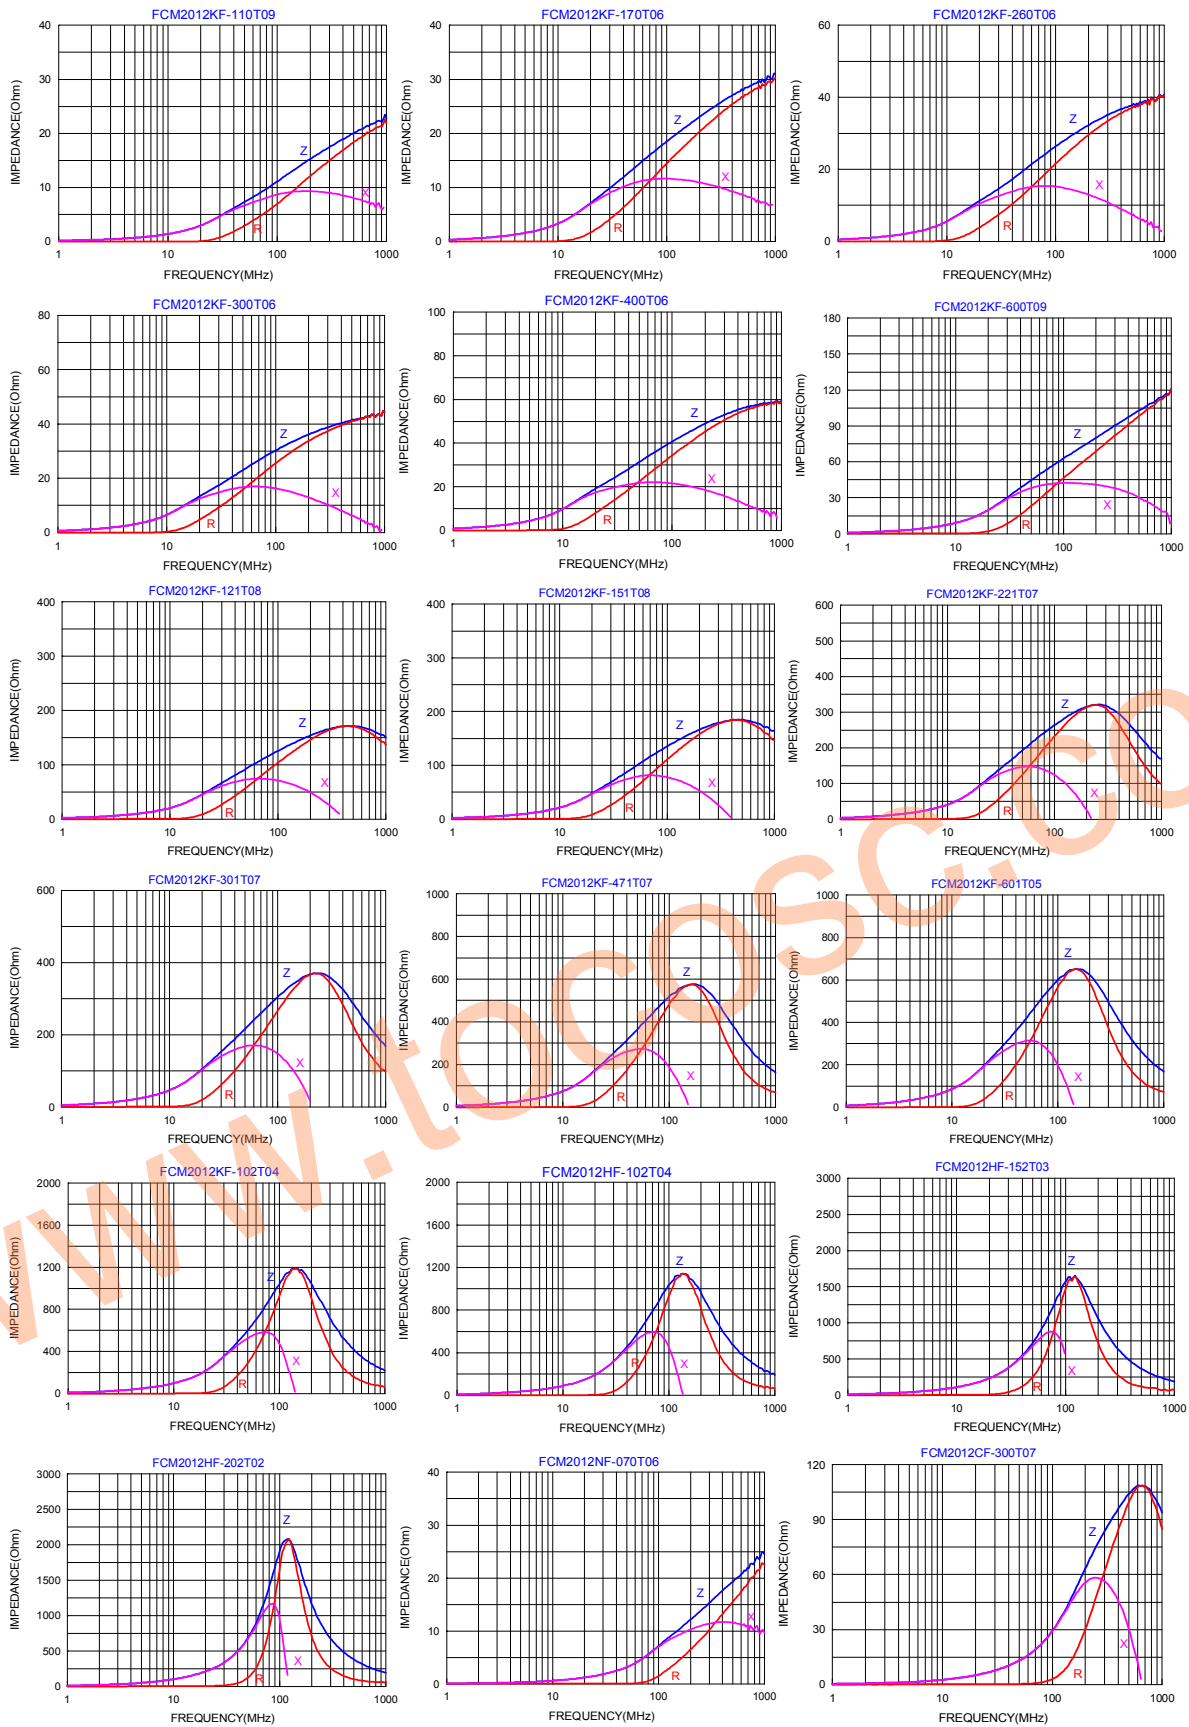 FCM2012KF-110T09
IMPEDANCE(Ohm)
40
30
20
10
0
Z
X
R
1
10
100
1000
FREQUENCY(MHz)
FCM2012KF-170T06
IMPEDANCE(Ohm)
40
30
20
10
0
Z
X
R
1
10
100
1000
FREQUENCY(MHz)
FCM2012KF-260T06
IMPEDANCE(Ohm)
60
40
20
0
Z
X
R
1
10
100
1000
FREQUENCY(MHz)
FCM2012KF-300T06
IMPEDANCE(Ohm)
80
60
40
20
0
Z
X
R
1
10
100
1000
FREQUENCY(MHz)
FCM2012KF-400T06
IMPEDANCE(Ohm)
100
80
60
40
20
0
Z
X
R
1
10
100
1000
FREQUENCY(MHz)
FCM2012KF-600T09
IMPEDANCE(Ohm)
180
150
120
90
60
30
0
Z
X
R
1
10
100
1000
FREQUENCY(MHz)
FCM2012KF-121T08
IMPEDANCE(Ohm)
400
300
200
100
0
Z
X
R
1
10
100
1000
FREQUENCY(MHz)
FCM2012KF-151T08
IMPEDANCE(Ohm)
400
300
200
100
0
Z
X
R
1
10
100
1000
FREQUENCY(MHz)
FCM2012KF-221T07
IMPEDANCE(Ohm)
600
500
400
300
200
100
0
Z
X
R
1
10
100
1000
FREQUENCY(MHz)
FCM2012KF-301T07
IMPEDANCE(Ohm)
600
400
200
0
Z
X
R
1
10
100
1000
FREQUENCY(MHz)
FCM2012KF-471T07
IMPEDANCE(Ohm)
1000
800
600
400
200
0
Z
X
R
1
10
100
1000
FREQUENCY(MHz)
FCM2012KF-601T05
IMPEDANCE(Ohm)
1000
800
600
400
200
0
Z
X
R
1
10
100
1000
FREQUENCY(MHz)
FCM2012KF-102T04
IMPEDANCE(Ohm)
2000
1600
1200
800
400
0
Z
X
R
1
10
100
1000
FREQUENCY(MHz)
FCM2012HF-102T04
IMPEDANCE(Ohm)
2000
1600
1200
800
400
0
Z
X
R
1
10
100
1000
FREQUENCY(MHz)
FCM2012HF-152T03
IMPEDANCE(Ohm)
3000
2500
2000
1500
1000
500
0
Z
X
R
1
10
100
1000
FREQUENCY(MHz)
FCM2012HF-202T02
IMPEDANCE(Ohm)
3000
2500
2000
1500
1000
500
0
Z
X
R
1
10
100
1000
FREQUENCY(MHz)
FCM2012NF-070T06
IMPEDANCE(Ohm)
40
30
20
10
0
Z
X
R
1
10
100
1000
FREQUENCY(MHz)
FCM2012CF-300T07
IMPEDANCE(Ohm)
120
90
60
30
0
Z
X
R
1
10
100
1000
FREQUENCY(MHz)
www.tocosc.co